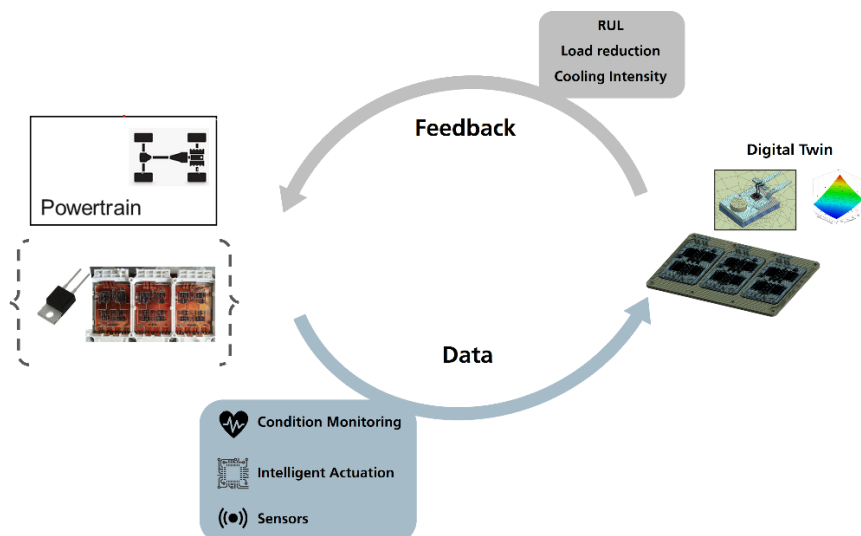 RUL
Load reduction
Cooling Intensity
Feedback
Digital Twin
Powertrain
Data
Condition Monitoring
Intelligent Actuation
Sensors